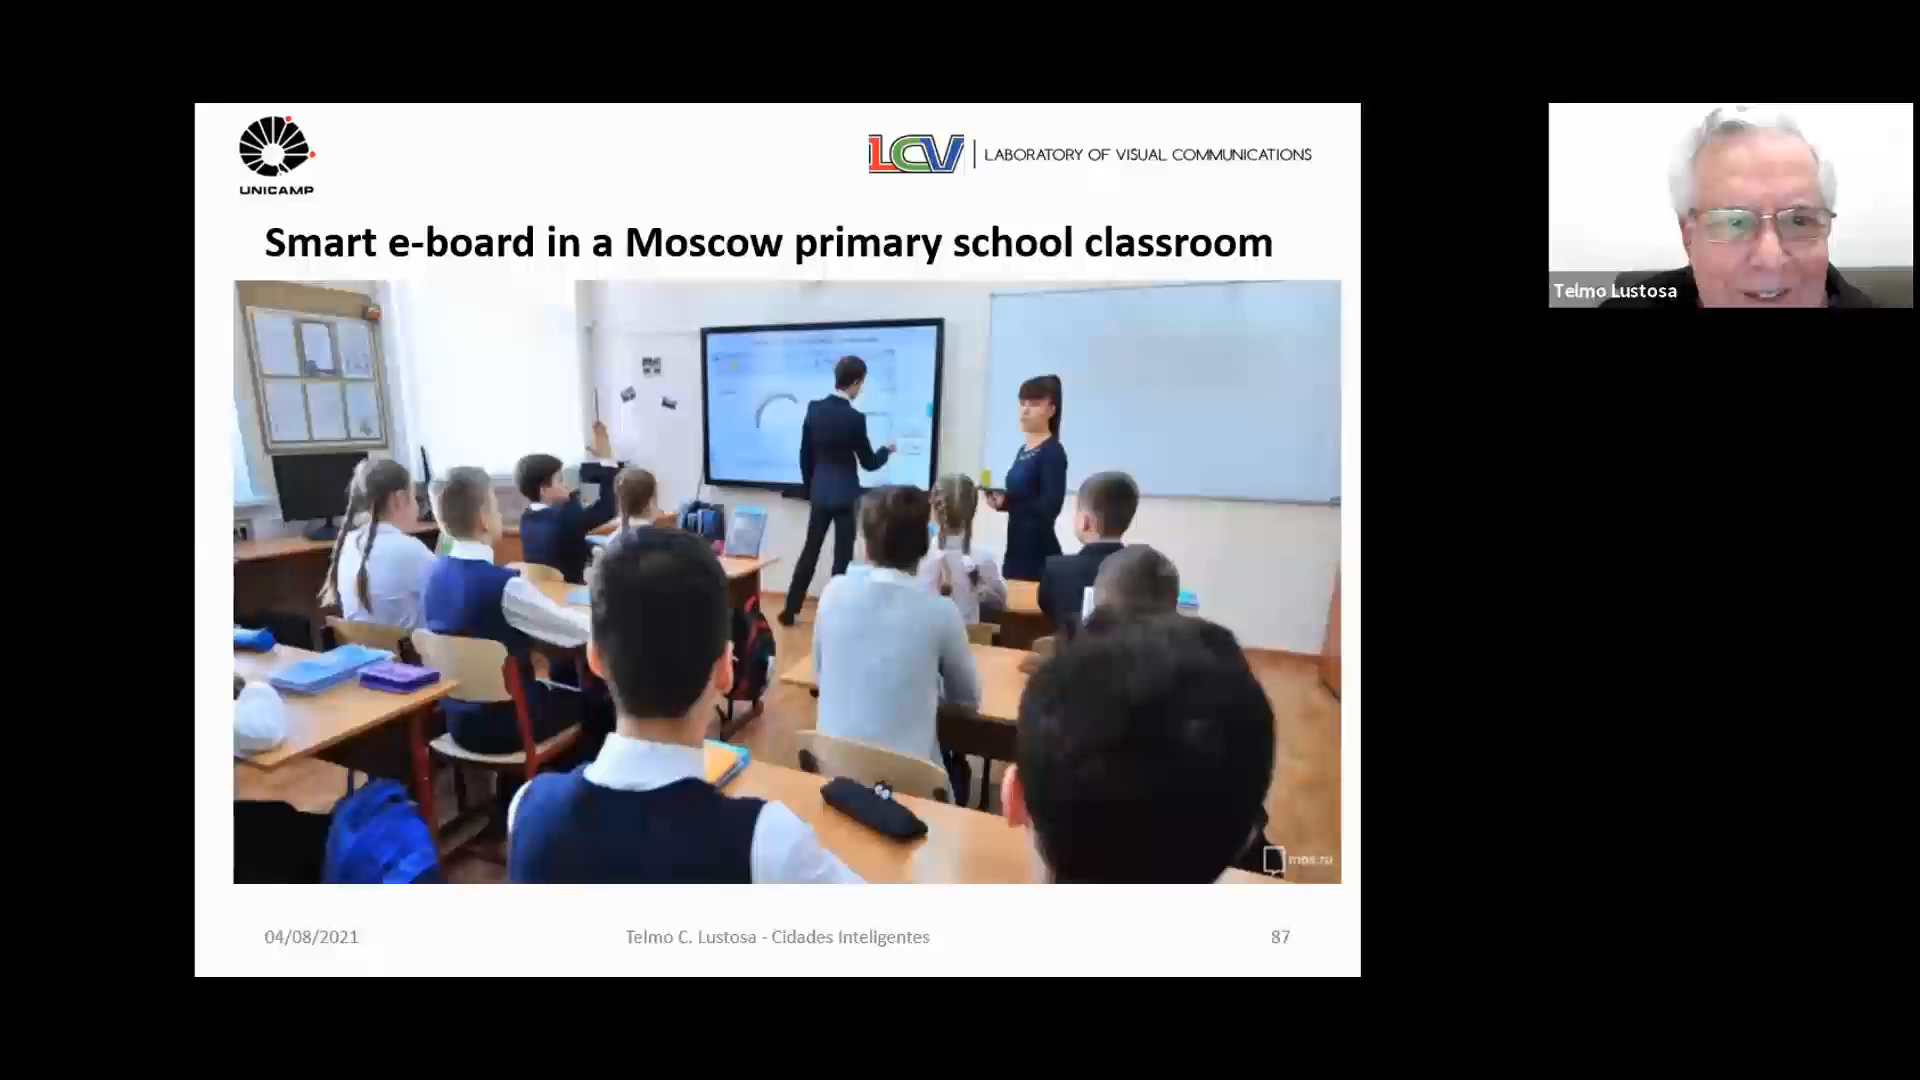 UNICAMP
LCV | LABORATORY OF VISUAL COMMUNICATIONS
Smart e-board in a Moscow primary school classroom
Telmo Lustosa
mos.ru
04/08/2021
Telmo C. Lustosa - Cidades Inteligentes
87